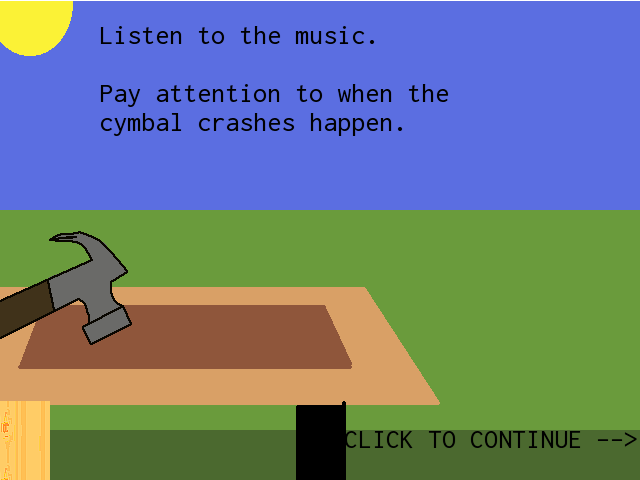 Listen to the music.
Pay attention to when the
cymbal crashes happen.
CLICK TO CONTINUE -->